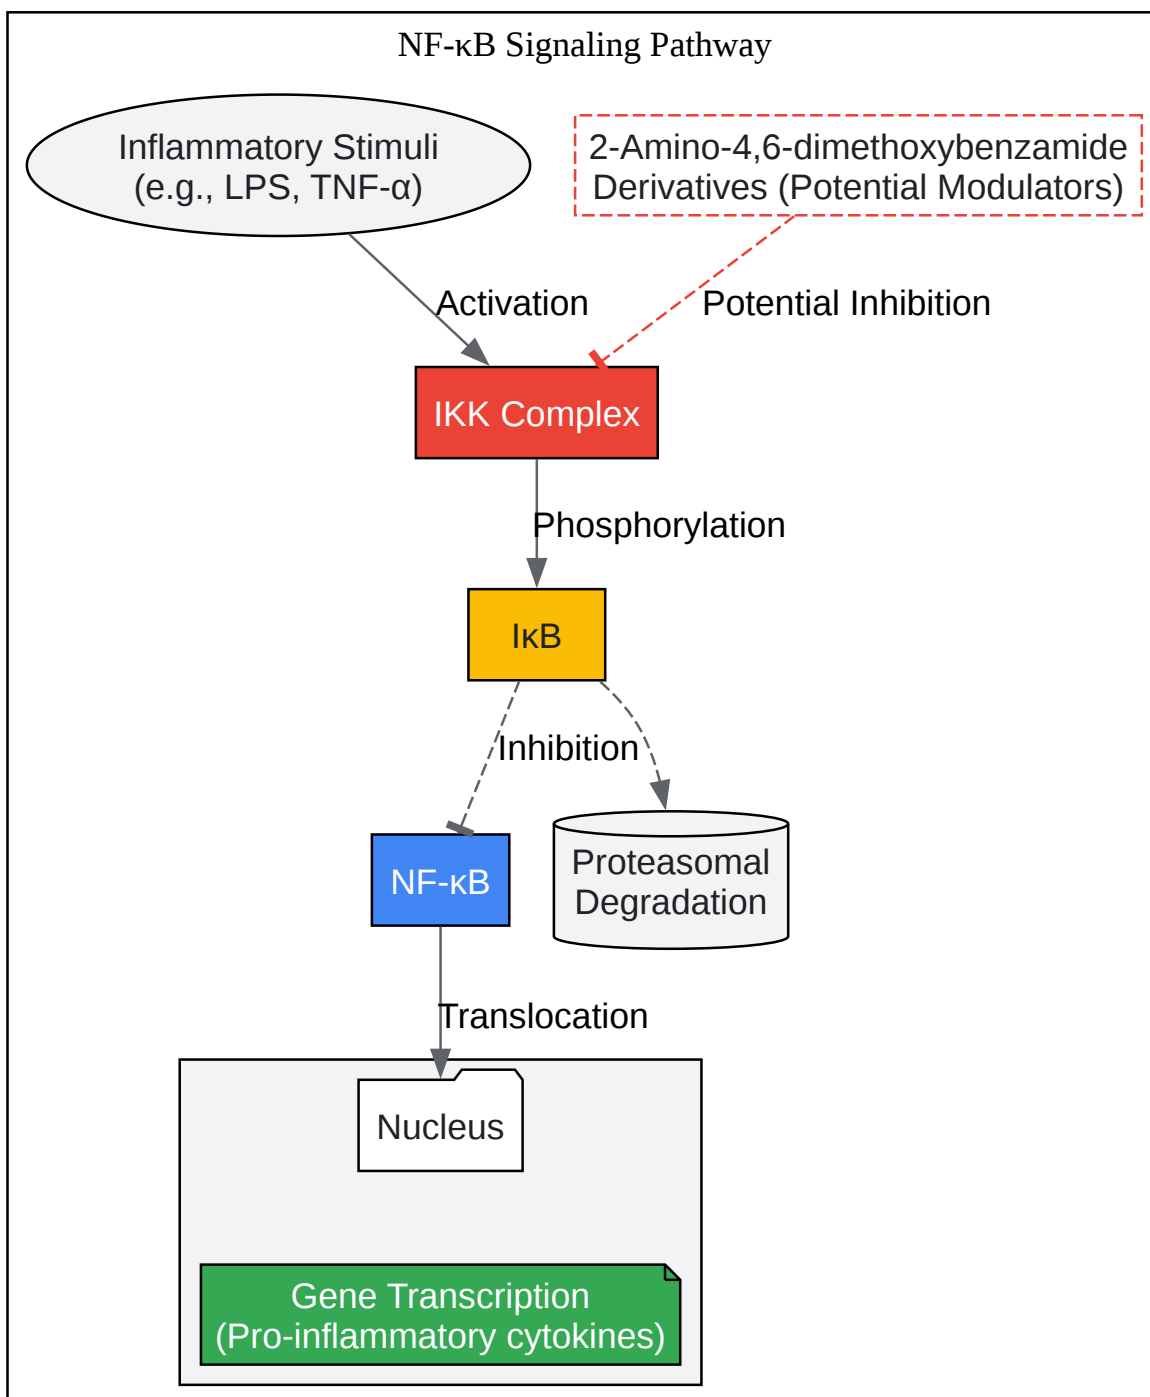 NF-κB Signaling Pathway
Inflammatory Stimuli
(e.g., LPS, TNF-α)
2-Amino-4,6-dimethoxybenzamide
Derivatives (Potential Modulators)
Activation
Potential Inhibition
IKK Complex
Phosphorylation
IκB
Inhibition
NF-κB
Proteasomal
Degradation
Translocation
Nucleus
Gene Transcription
(Pro-inflammatory cytokines)